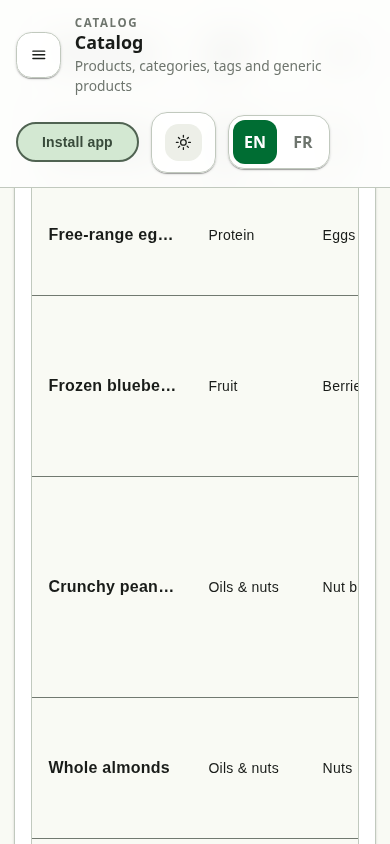 CATALOG
Catalog
Products, categories, tags and generic
products
Install app
EN FR
Free-range eg… Protein Eggs
Frozen bluebe… Fruit Berrie
Crunchy pean… Oils & nuts Nut b
Whole almonds Oils & nuts Nuts